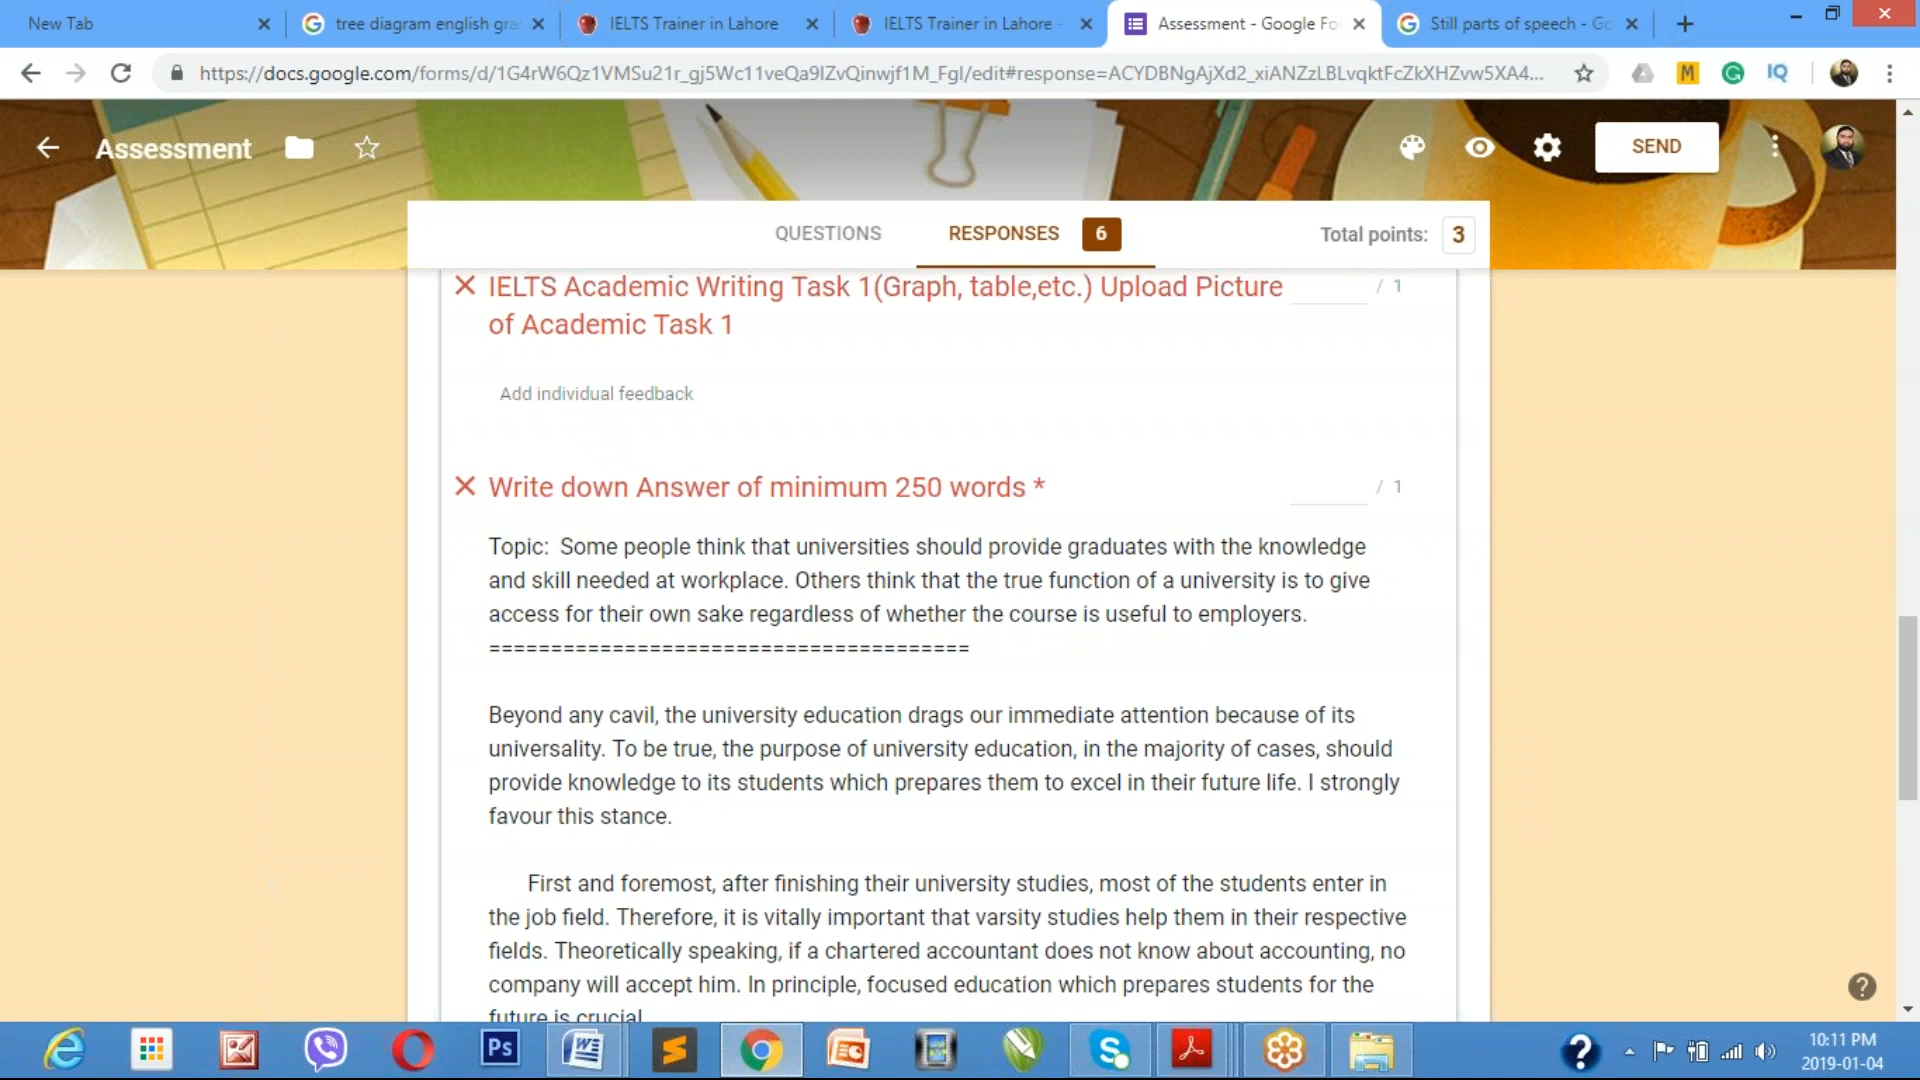 New Tab
tree diagram english gra
IELTS Trainer in Lahore
IELTS Trainer in Lahore -
Assessment - Google Fo
Still parts of speech - Go
https://docs.google.com/forms/d/1G4rW6Qz1VMSu21r_gj5Wc11veQa9IZvQinwjf1M_FgI/edit#response=ACYDBNgAjXd2_xiANZzLBLvqktFcZkXHZvw5XA4...
Assessment
SEND
QUESTIONS
RESPONSES 6
Total points: 3
IELTS Academic Writing Task 1(Graph, table,etc.) Upload Picture
/ 1
of Academic Task 1
Add individual feedback
Write down Answer of minimum 250 words *
/ 1
Topic: Some people think that universities should provide graduates with the knowledge
and skill needed at workplace. Others think that the true function of a university is to give
access for their own sake regardless of whether the course is useful to employers.
=======================================
Beyond any cavil, the university education drags our immediate attention because of its
universality. To be true, the purpose of university education, in the majority of cases, should
provide knowledge to its students which prepares them to excel in their future life. I strongly
favour this stance.
First and foremost, after finishing their university studies, most of the students enter in
the job field. Therefore, it is vitally important that varsity studies help them in their respective
fields. Theoretically speaking, if a chartered accountant does not know about accounting, no
company will accept him. In principle, focused education which prepares students for the
future is crucial
10:11 PM
2019-01-04